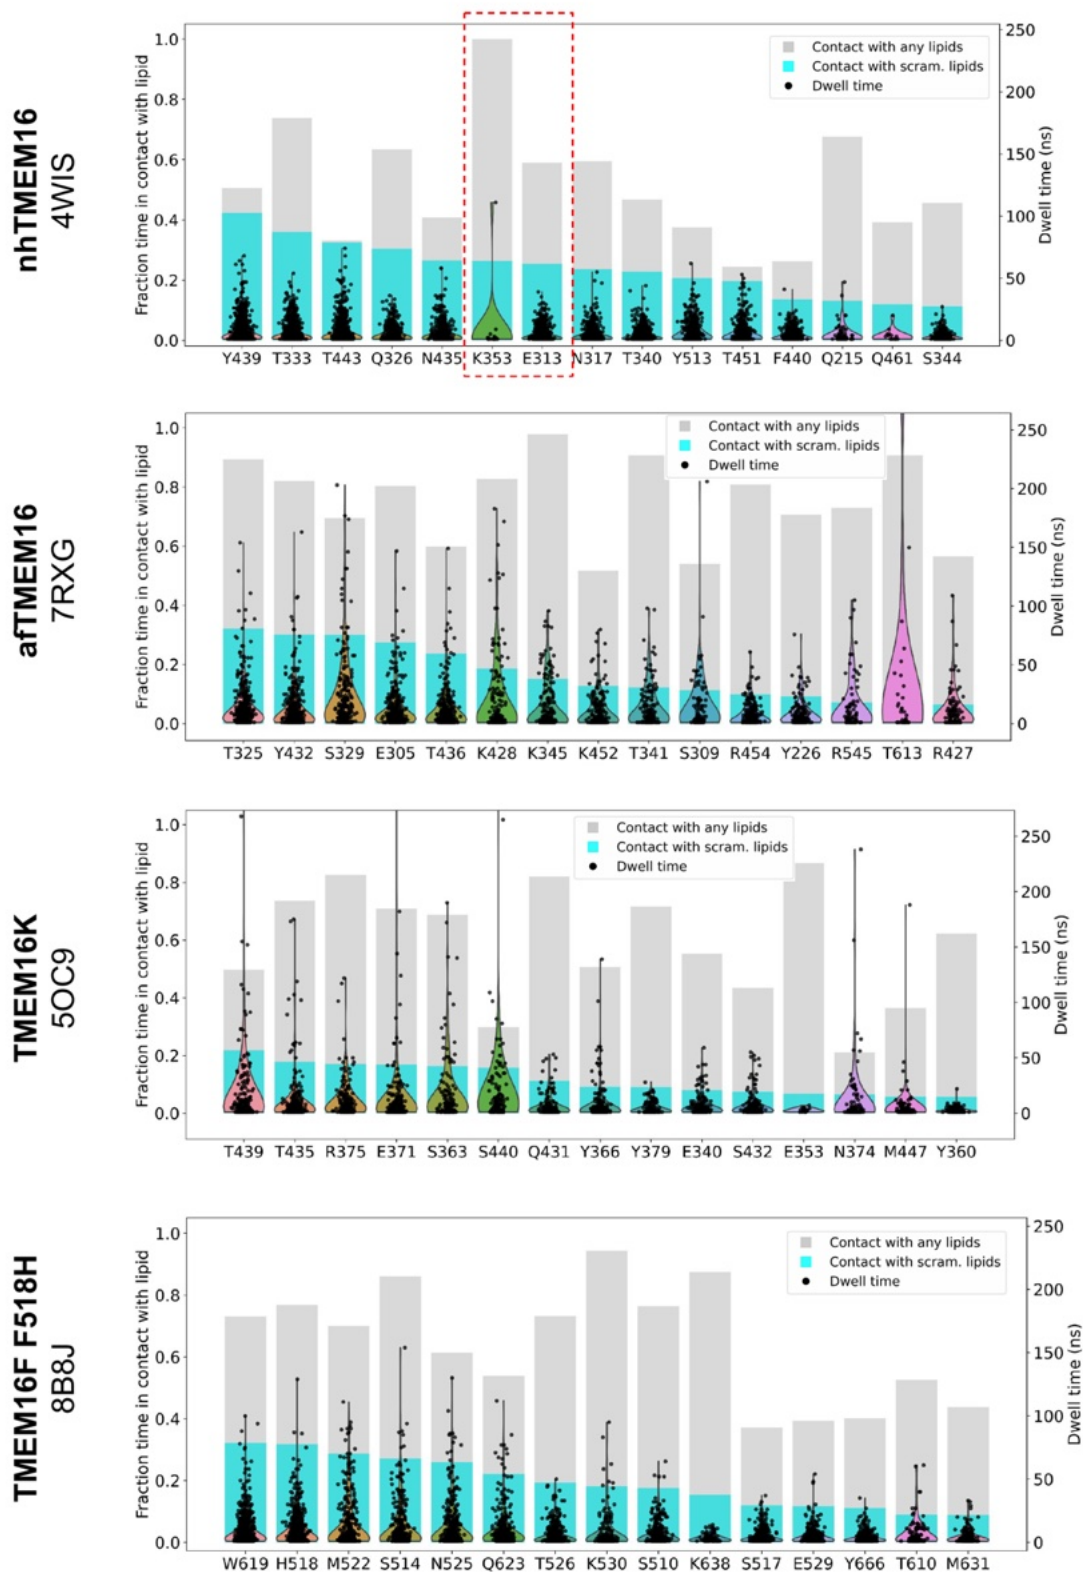 nhTMEM16
4WIS
Fraction time in contact with lipid
1.0
0.8
0.6
0.4
0.2
0.0
Contact with any lipids
Contact with scram. lipids
Dwell time
250
200
150
100
50
0
Dwell time (ns)
Y439 T333 T443 Q326 N435 K353 E313 N317 T340 Y513 T451 F440 Q215 Q461 S344
afTMEM16
7RXG
Fraction time in contact with lipid
1.0
0.8
0.6
0.4
0.2
0.0
Contact with any lipids
Contact with scram. lipids
Dwell time
250
200
150
100
50
0
Dwell time (ns)
T325 Y432 S329 E305 T436 K428 K345 K452 T341 S309 R454 Y226 R545 T613 R427
TMEM16K
5OC9
Fraction time in contact with lipid
1.0
0.8
0.6
0.4
0.2
0.0
Contact with any lipids
Contact with scram. lipids
Dwell time
250
200
150
100
50
0
Dwell time (ns)
T439 T435 R375 E371 S363 S440 Q431 Y366 Y379 E340 S432 E353 N374 M447 Y360
TMEM16F F518H
8B8J
Fraction time in contact with lipid
1.0
0.8
0.6
0.4
0.2
0.0
Contact with any lipids
Contact with scram. lipids
Dwell time
250
200
150
100
50
0
Dwell time (ns)
W619 H518 M522 S514 N525 Q623 T526 K530 S510 K638 S517 E529 Y666 T610 M631